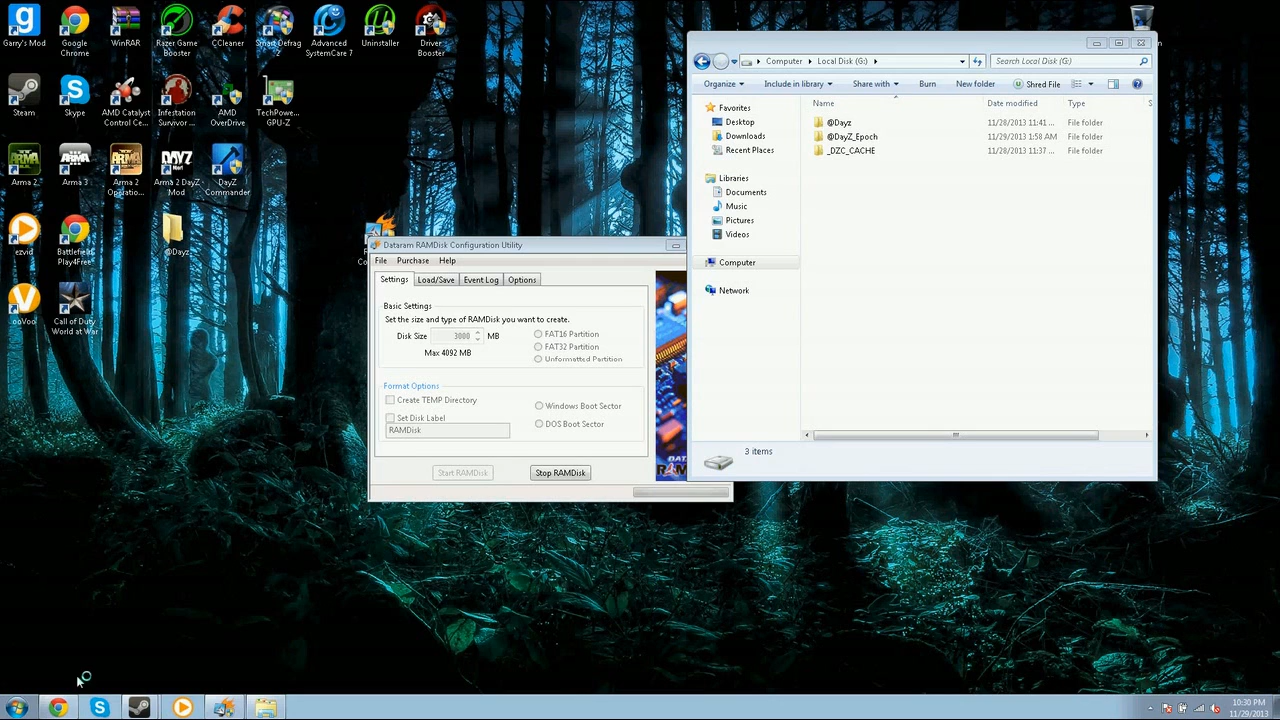 Garry's Mod
Google Chrome
WinRAR
Razer Game Booster
CCleaner
Smart Defrag 2
Advanced SystemCare 7
Uninstaller
Driver Booster
Steam
Skype
AMD Catalyst Control Ce...
Infestation Survivor ...
AMD OverDrive
TechPowe... GPU-Z
Arma 2
Arma 3
Arma 2 Operatio...
Arma 2 DayZ Mod
DayZ Commander
ezvid
Battlefield Play4Free
@Dayz
ooVoo
Call of Duty World at War
Dataram RAMDisk Configuration Utility
File Purchase Help
Settings Load/Save Event Log Options
Basic Settings
Set the size and type of RAMDisk you want to create.
Disk Size 3000 MB
Max 4092 MB
FAT16 Partition
FAT32 Partition
Unformatted Partition
Format Options
Create TEMP Directory
Set Disk Label
RAMDisk
Windows Boot Sector
DOS Boot Sector
Start RAMDisk Stop RAMDisk
Computer Local Disk (G:) Search Local Disk (G:)
Organize Include in library Share with Burn New folder Shred File
Name Date modified Type S
Favorites
Desktop
Downloads
Recent Places
Libraries
Documents
Music
Pictures
Videos
Computer
Network
@Dayz 11/28/2013 11:41 ... File folder
@DayZ_Epoch 11/29/2013 1:58 AM File folder
_DZC_CACHE 11/28/2013 11:37 ... File folder
3 items
10:30 PM
11/29/2013